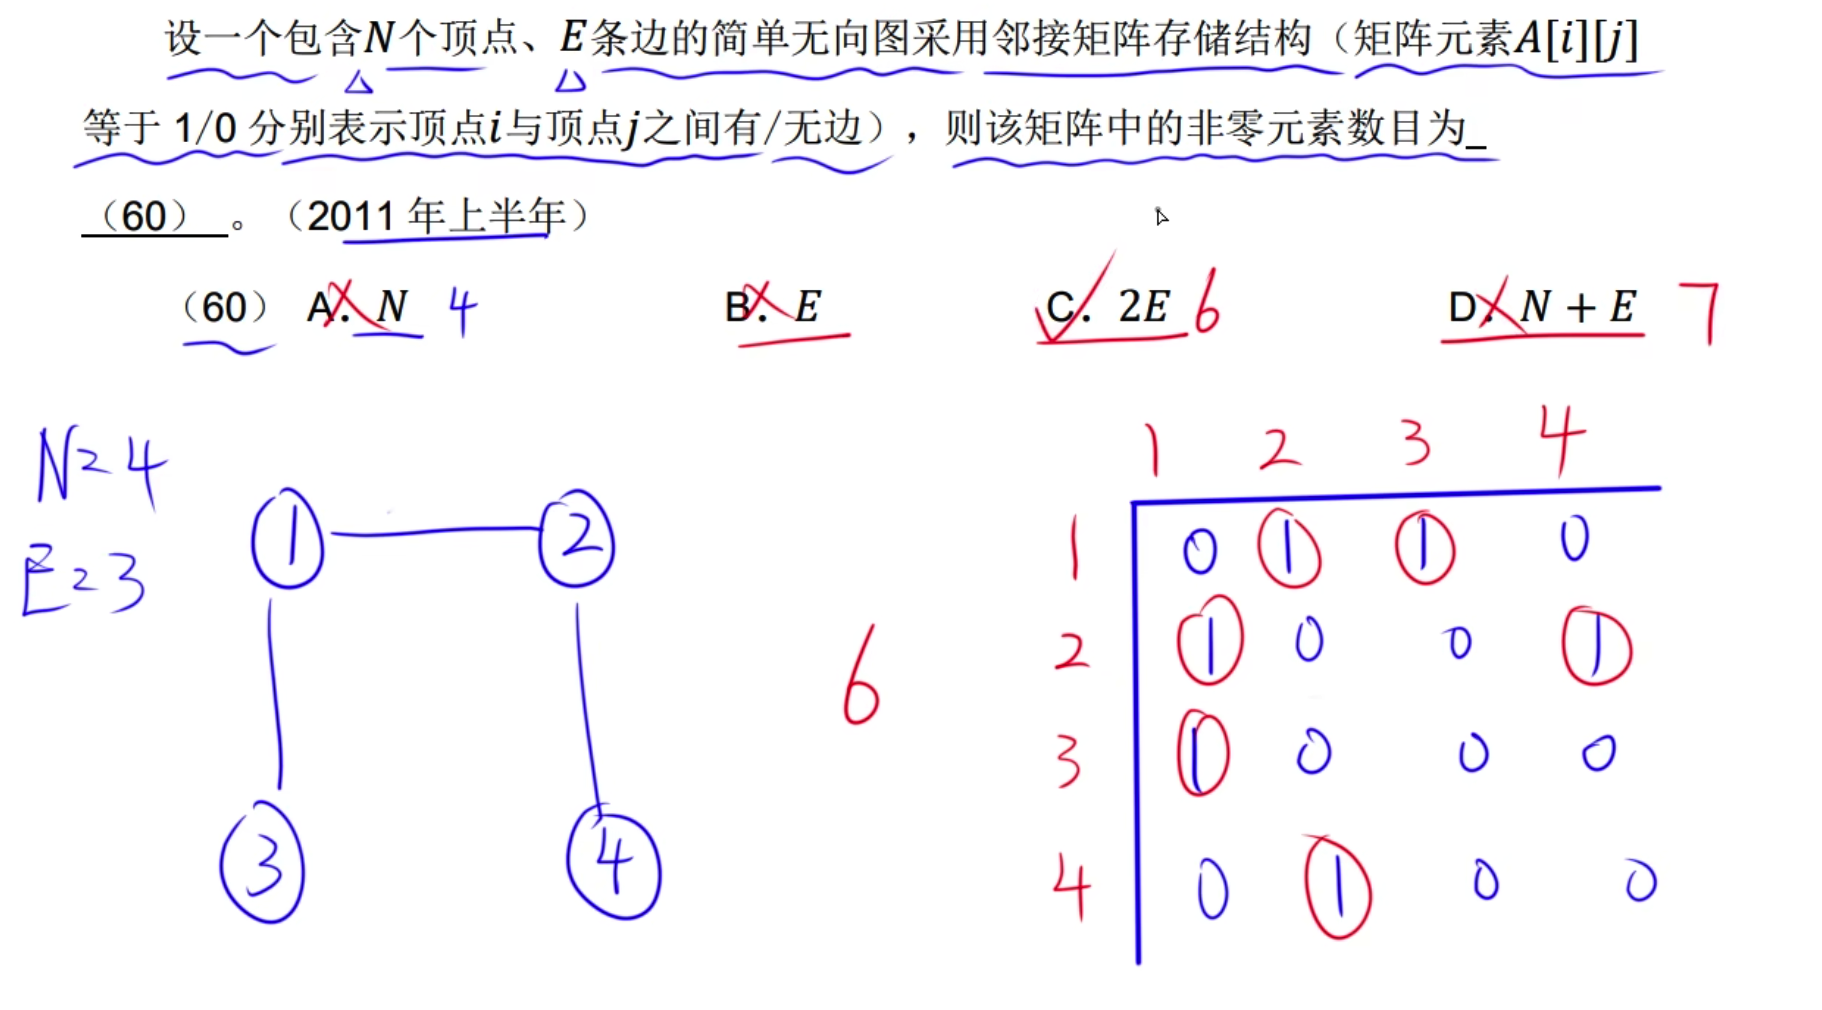 设一个包含N个顶点、E条边的简单无向图采用邻接矩阵存储结构（矩阵元素A[i][j]
等于 1/0 分别表示顶点i与顶点j之间有/无边），则该矩阵中的非零元素数目为_
（60） 。（2011 年上半年）
（60） A. N 4 B. E C. 2E 6 D. N + E 7
N=4
E=3
1 2
3 4
6
1 2 3 4
1 0 1 1 0
2 1 0 0 1
3 1 0 0 0
4 0 1 0 0